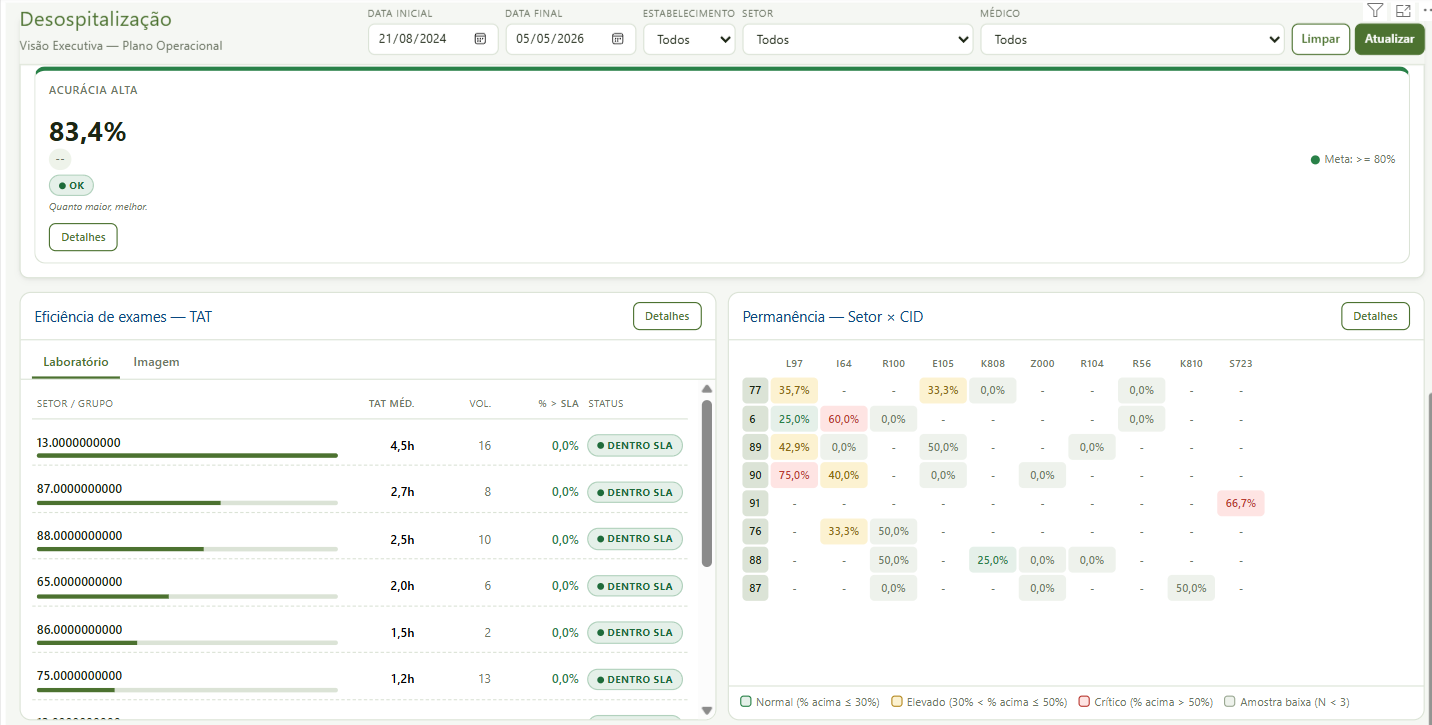 Desospitalização
Visão Executiva — Plano Operacional
DATA INICIAL DATA FINAL ESTABELECIMENTO SETOR MÉDICO
21/08/2024 05/05/2026 Todos Todos Todos Limpar Atualizar
ACURÁCIA ALTA
83,4%
--
Meta: >= 80%
OK
Quanto maior, melhor.
Detalhes
Eficiência de exames — TAT Detalhes
Laboratório Imagem
SETOR / GRUPO TAT MÉD. VOL. % > SLA STATUS
13.0000000000 4,5h 16 0,0% DENTRO SLA
87.0000000000 2,7h 8 0,0% DENTRO SLA
88.0000000000 2,5h 10 0,0% DENTRO SLA
65.0000000000 2,0h 6 0,0% DENTRO SLA
86.0000000000 1,5h 2 0,0% DENTRO SLA
75.0000000000 1,2h 13 0,0% DENTRO SLA
Permanência — Setor × CID Detalhes
L97 I64 R100 E105 K808 Z000 R104 R56 K810 S723
77 35,7% - - 33,3% 0,0% - - 0,0% - -
6 25,0% 60,0% 0,0% - - - - 0,0% - -
89 42,9% 0,0% - 50,0% - - 0,0% - - -
90 75,0% 40,0% - 0,0% - 0,0% - - - -
91 - - - - - - - - - 66,7%
76 - 33,3% 50,0% - - - - - - -
88 - - 50,0% - 25,0% 0,0% 0,0% - - -
87 - - 0,0% - - 0,0% - - 50,0% -
Normal (% acima ≤ 30%) Elevado (30% < % acima ≤ 50%) Crítico (% acima > 50%) Amostra baixa (N < 3)